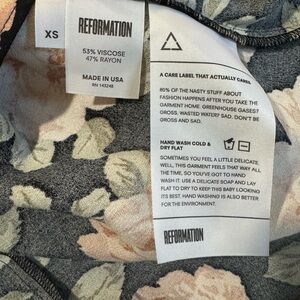 XS
REFORMATION
53% VISCOSE
47% RAYON
MADE IN USA
RN 143248
A CARE LABEL THAT ACTUALLY CARES
80% OF THE NASTY STUFF ABOUT
FASHION HAPPENS AFTER YOU TAKE THE
GARMENT HOME. GREENHOUSE GASES?
GROSS. WASTED WATER? SAD. DON'T BE
GROSS AND SAD.
HAND WASH COLD &
DRY FLAT
SOMETIMES YOU FEEL A LITTLE DELICATE.
WELL, THIS GARMENT FEELS THAT WAY ALL
THE TIME, SO YOU'VE GOT TO HAND
WASH IT. USE A DELICATE SOAP AND LAY
FLAT TO DRY TO KEEP THIS BABY LOOKING
ITS BEST. HAND WASHING IS ALSO BETTER
FOR THE ENVIRONMENT.
REFORMATION